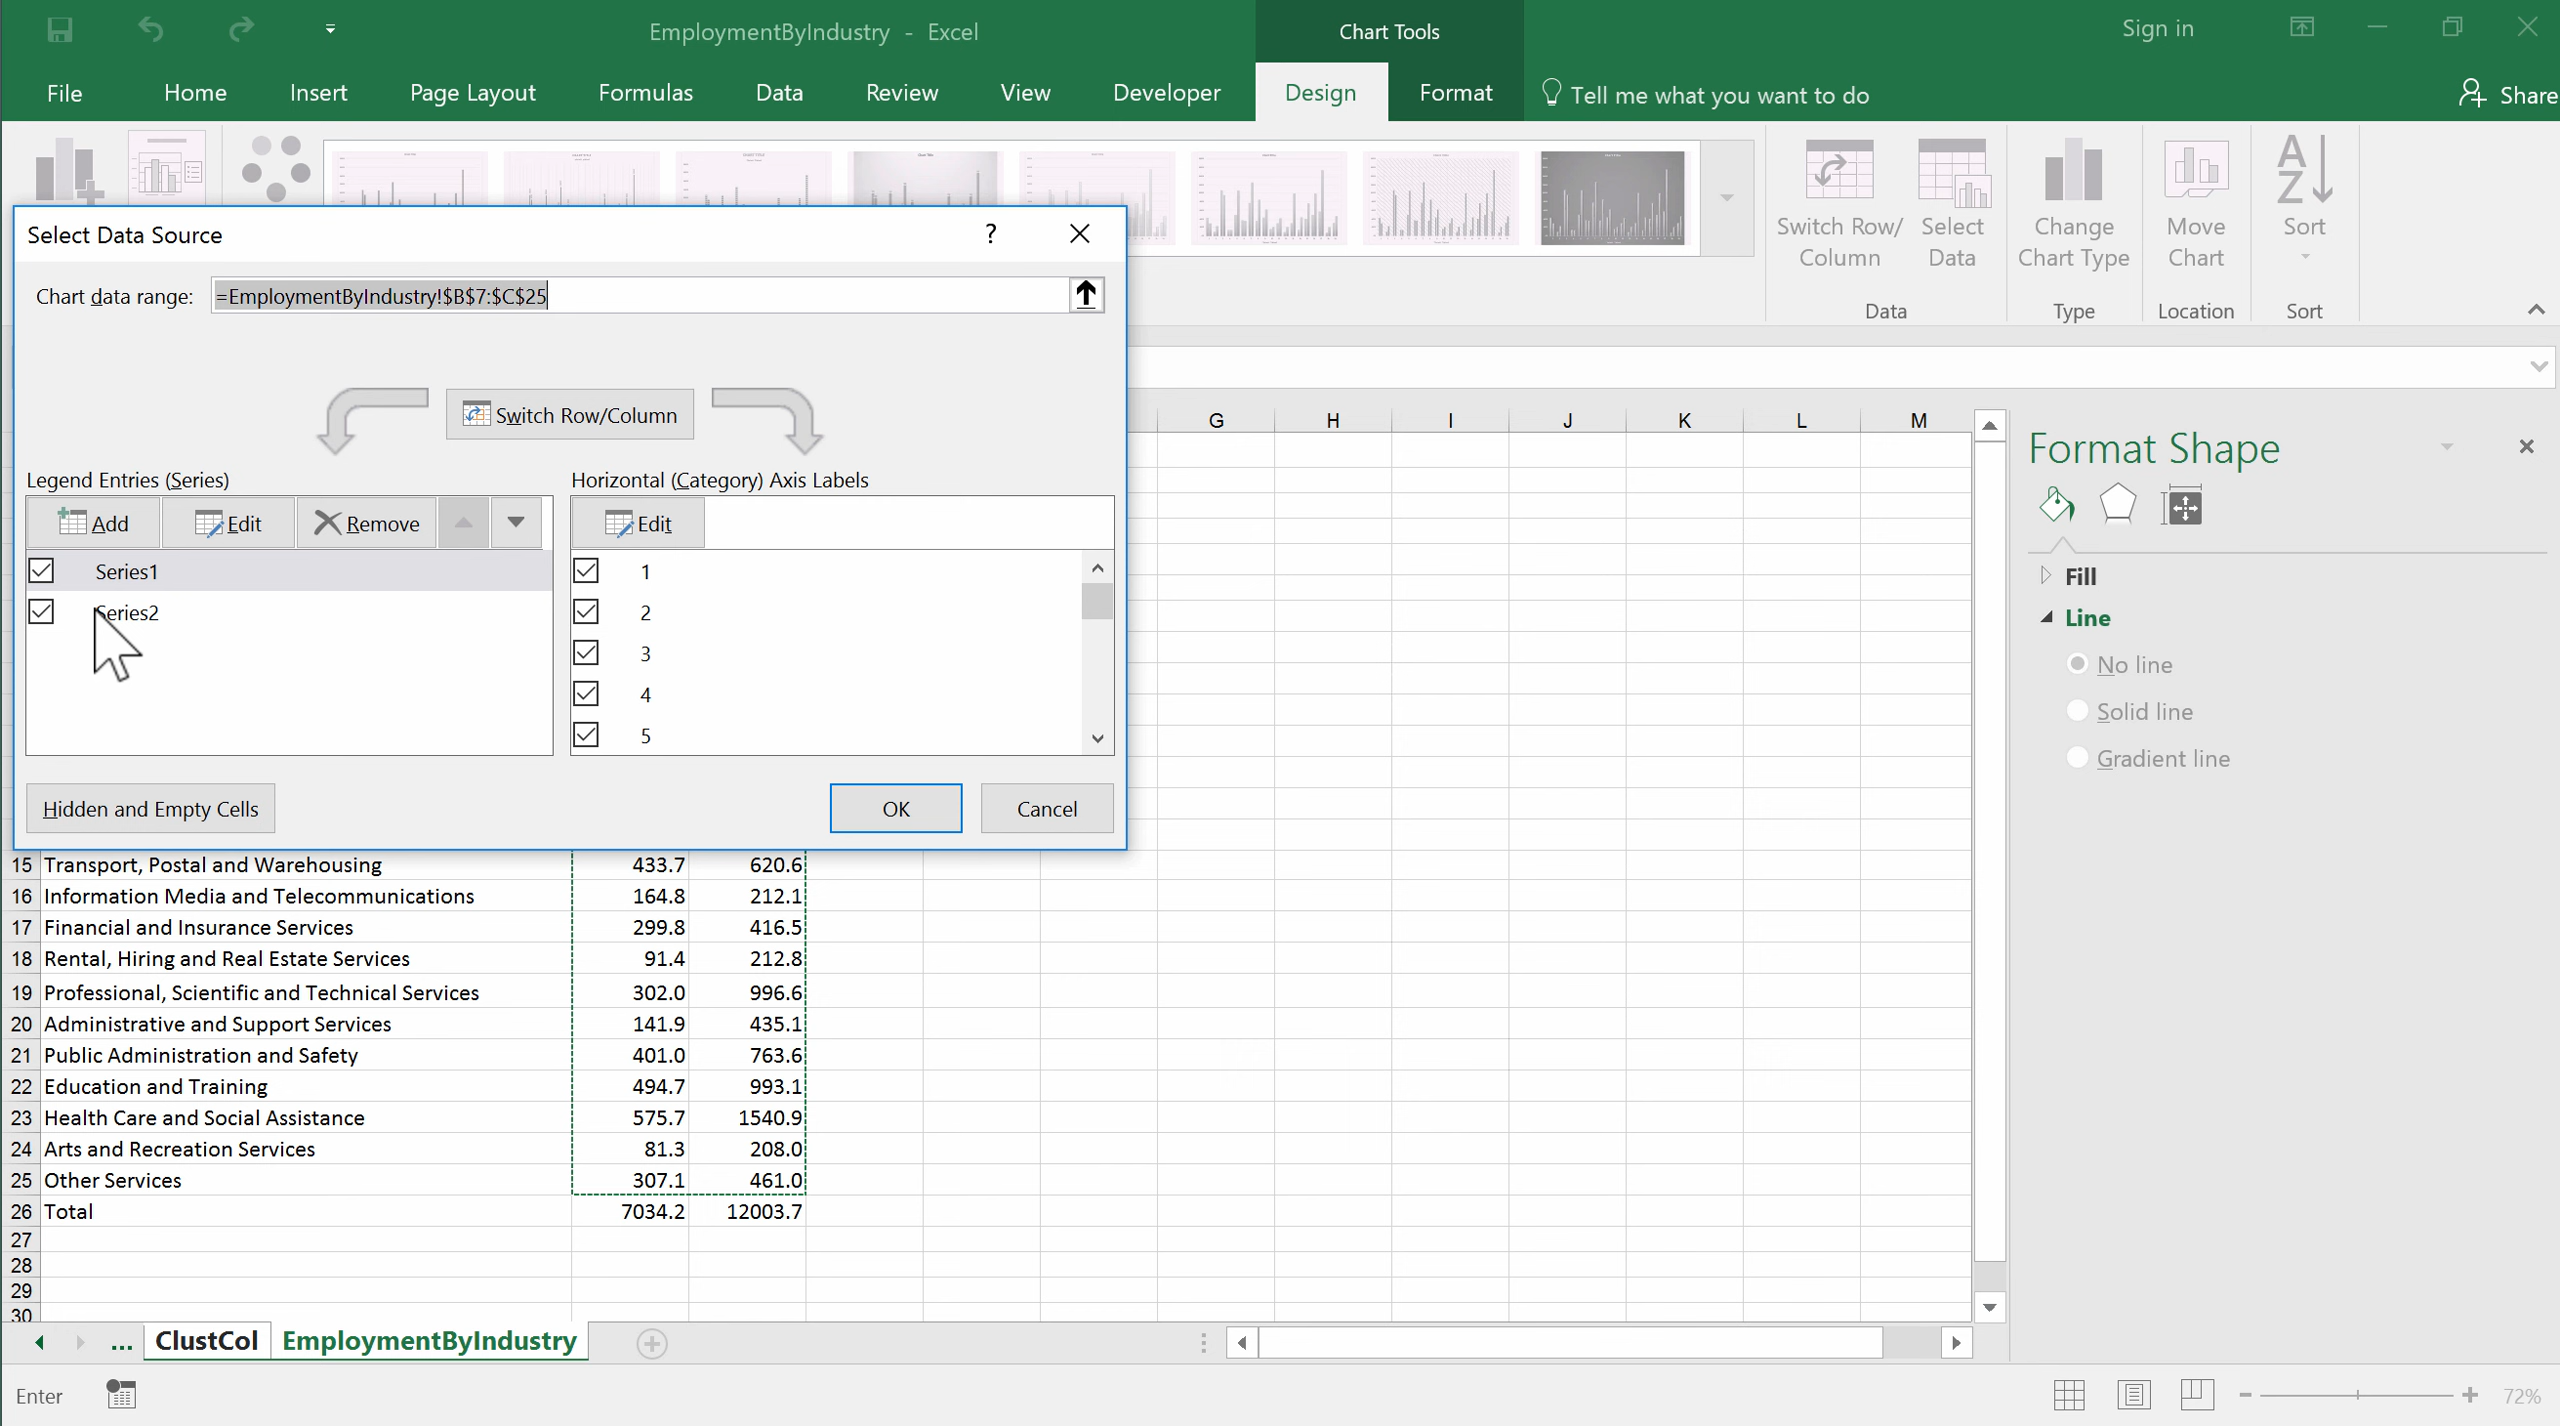 EmploymentByIndustry - Excel
Chart Tools
Sign in
File Home Insert Page Layout Formulas Data Review View Developer Design Format Tell me what you want to do Share
Switch Row/
Column
Select
Data
Change
Chart Type
Move
Chart
Sort
Data Type Location Sort
Select Data Source ?
Chart data range: =EmploymentByIndustry!$B$7:$C$25
Switch Row/Column
Legend Entries (Series)
Add Edit Remove
Series1
Series2
Horizontal (Category) Axis Labels
Edit
1
2
3
4
5
Hidden and Empty Cells OK Cancel
G H I J K L M
15 Transport, Postal and Warehousing 433.7 620.6
16 Information Media and Telecommunications 164.8 212.1
17 Financial and Insurance Services 299.8 416.5
18 Rental, Hiring and Real Estate Services 91.4 212.8
19 Professional, Scientific and Technical Services 302.0 996.6
20 Administrative and Support Services 141.9 435.1
21 Public Administration and Safety 401.0 763.6
22 Education and Training 494.7 993.1
23 Health Care and Social Assistance 575.7 1540.9
24 Arts and Recreation Services 81.3 208.0
25 Other Services 307.1 461.0
26 Total 7034.2 12003.7
27
28
29
30
Format Shape
Fill
Line
No line
Solid line
Gradient line
... ClustCol EmploymentByIndustry
Enter
72%